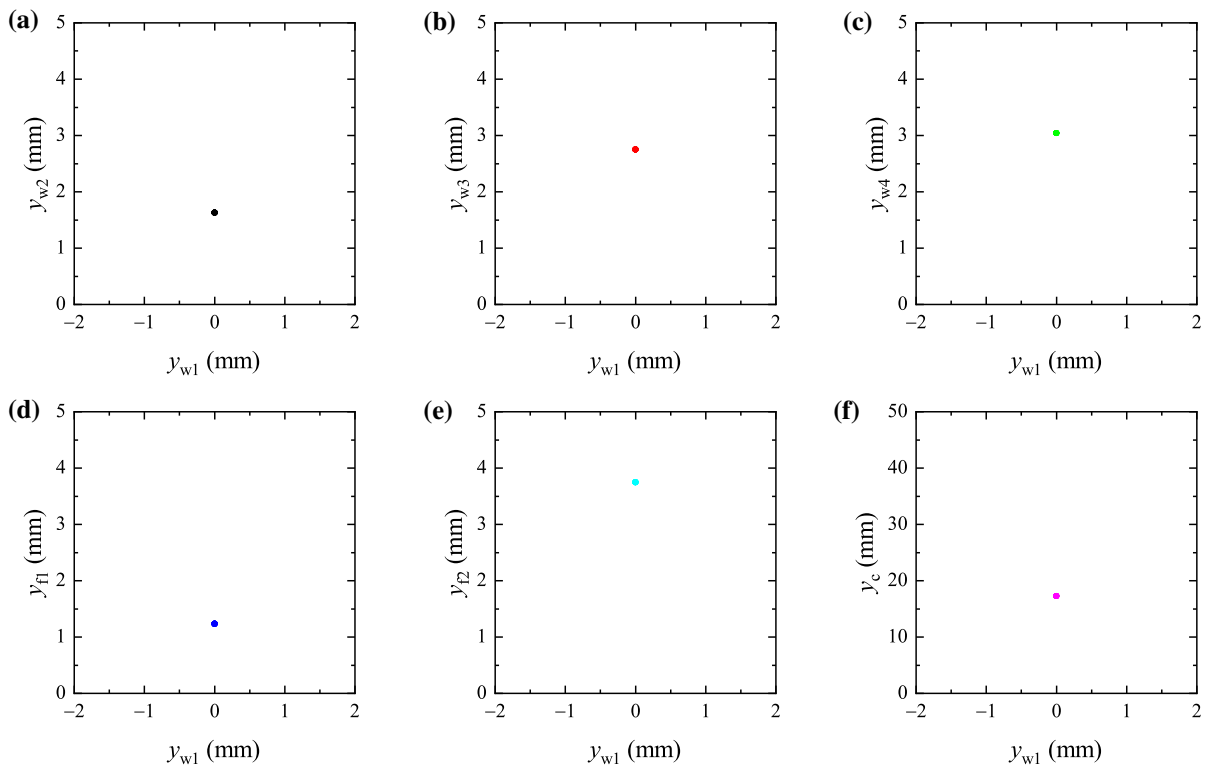 (a)
5
4
3
2
1
0
y_w2 (mm)
−2 −1 0 1 2
y_w1 (mm)
(b)
5
4
3
2
1
0
y_w3 (mm)
−2 −1 0 1 2
y_w1 (mm)
(c)
5
4
3
2
1
0
y_w4 (mm)
−2 −1 0 1 2
y_w1 (mm)
(d)
5
4
3
2
1
0
y_f1 (mm)
−2 −1 0 1 2
y_w1 (mm)
(e)
5
4
3
2
1
0
y_f2 (mm)
−2 −1 0 1 2
y_w1 (mm)
(f)
50
40
30
20
10
0
y_c (mm)
−2 −1 0 1 2
y_w1 (mm)